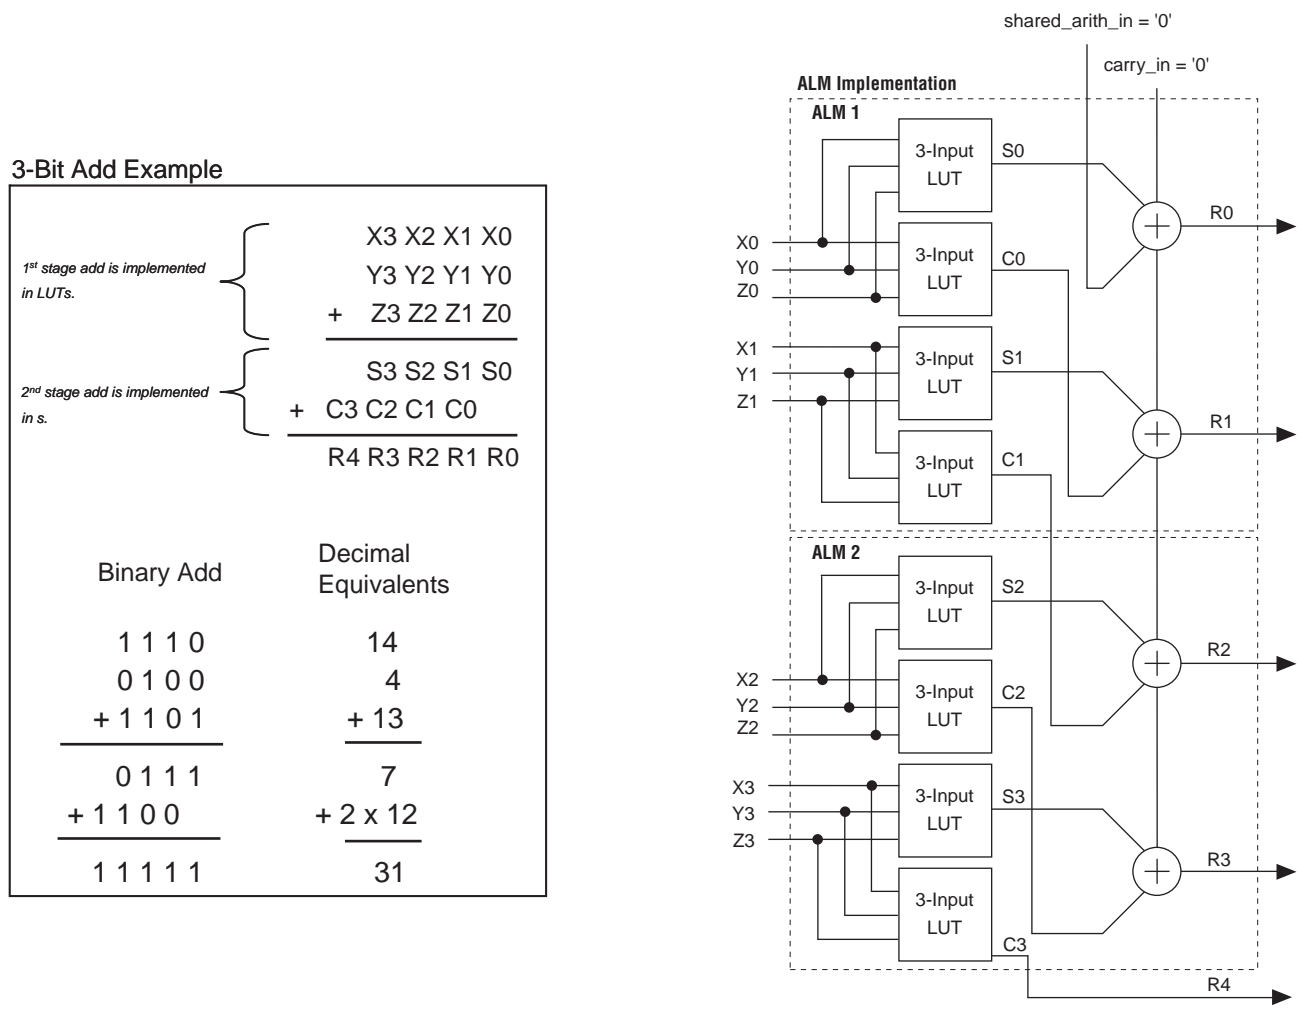 3-Bit Add Example
1st stage add is implemented
in LUTs.
X3 X2 X1 X0
Y3 Y2 Y1 Y0
+ Z3 Z2 Z1 Z0
2nd stage add is implemented
in s.
S3 S2 S1 S0
+ C3 C2 C1 C0
R4 R3 R2 R1 R0
Binary Add
1 1 1 0
0 1 0 0
+ 1 1 0 1
0 1 1 1
+ 1 1 0 0
1 1 1 1 1
Decimal
Equivalents
14
4
+ 13
7
+ 2 x 12
31
shared_arith_in = '0'
carry_in = '0'
ALM Implementation
ALM 1
3-Input
LUT
S0
R0
X0
Y0
Z0
3-Input
LUT
C0
X1
Y1
Z1
3-Input
LUT
S1
R1
3-Input
LUT
C1
ALM 2
3-Input
LUT
S2
R2
X2
Y2
Z2
3-Input
LUT
C2
X3
Y3
Z3
3-Input
LUT
S3
R3
3-Input
LUT
C3
R4